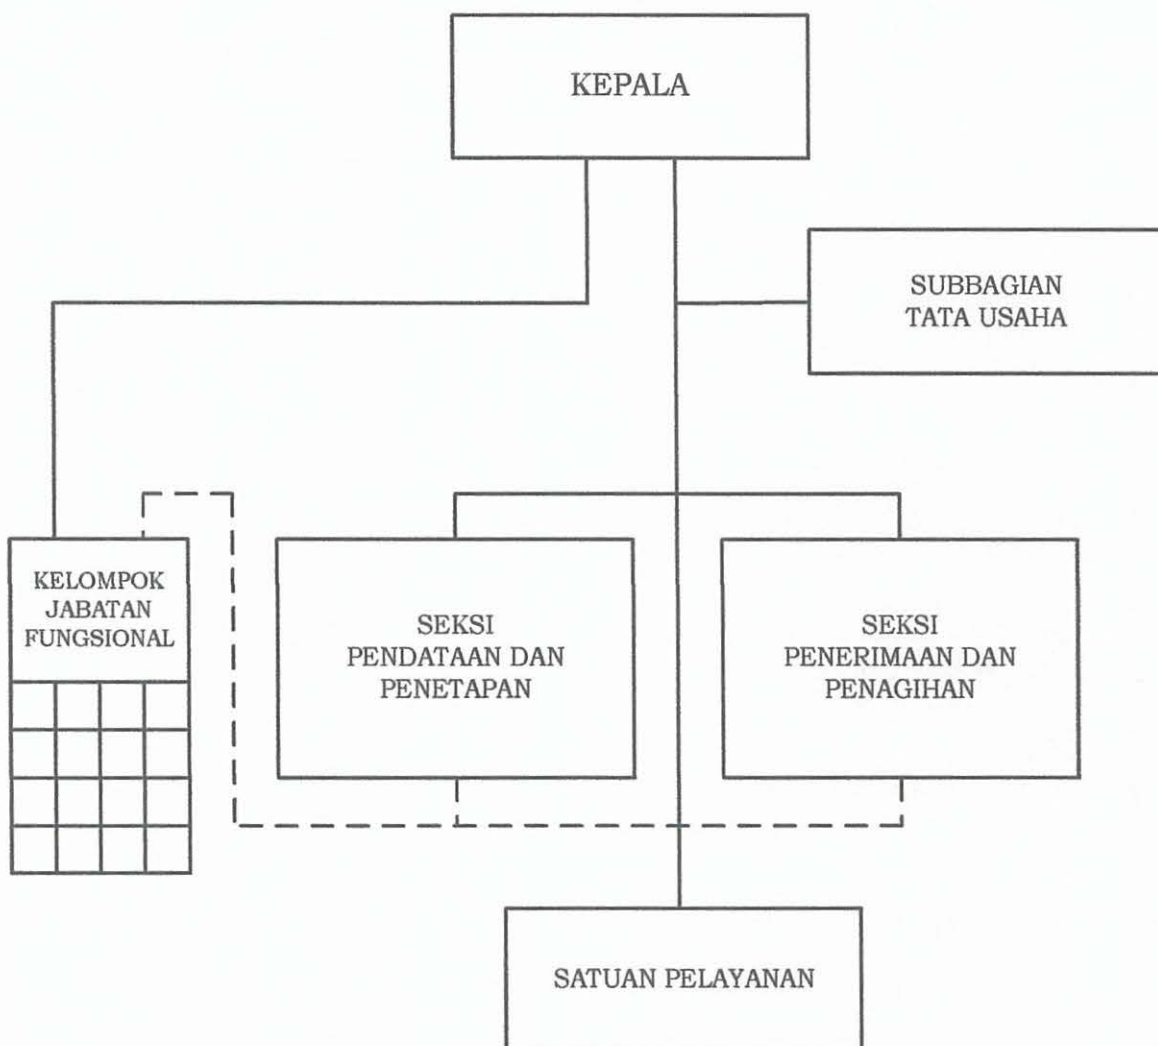 KEPALA
SUBBAGIAN
TATA USAHA
KELOMPOK
JABATAN
FUNGSIONAL
SEKSI
PENDATAAN DAN
PENETAPAN
SEKSI
PENERIMAAN DAN
PENAGIHAN
SATUAN PELAYANAN